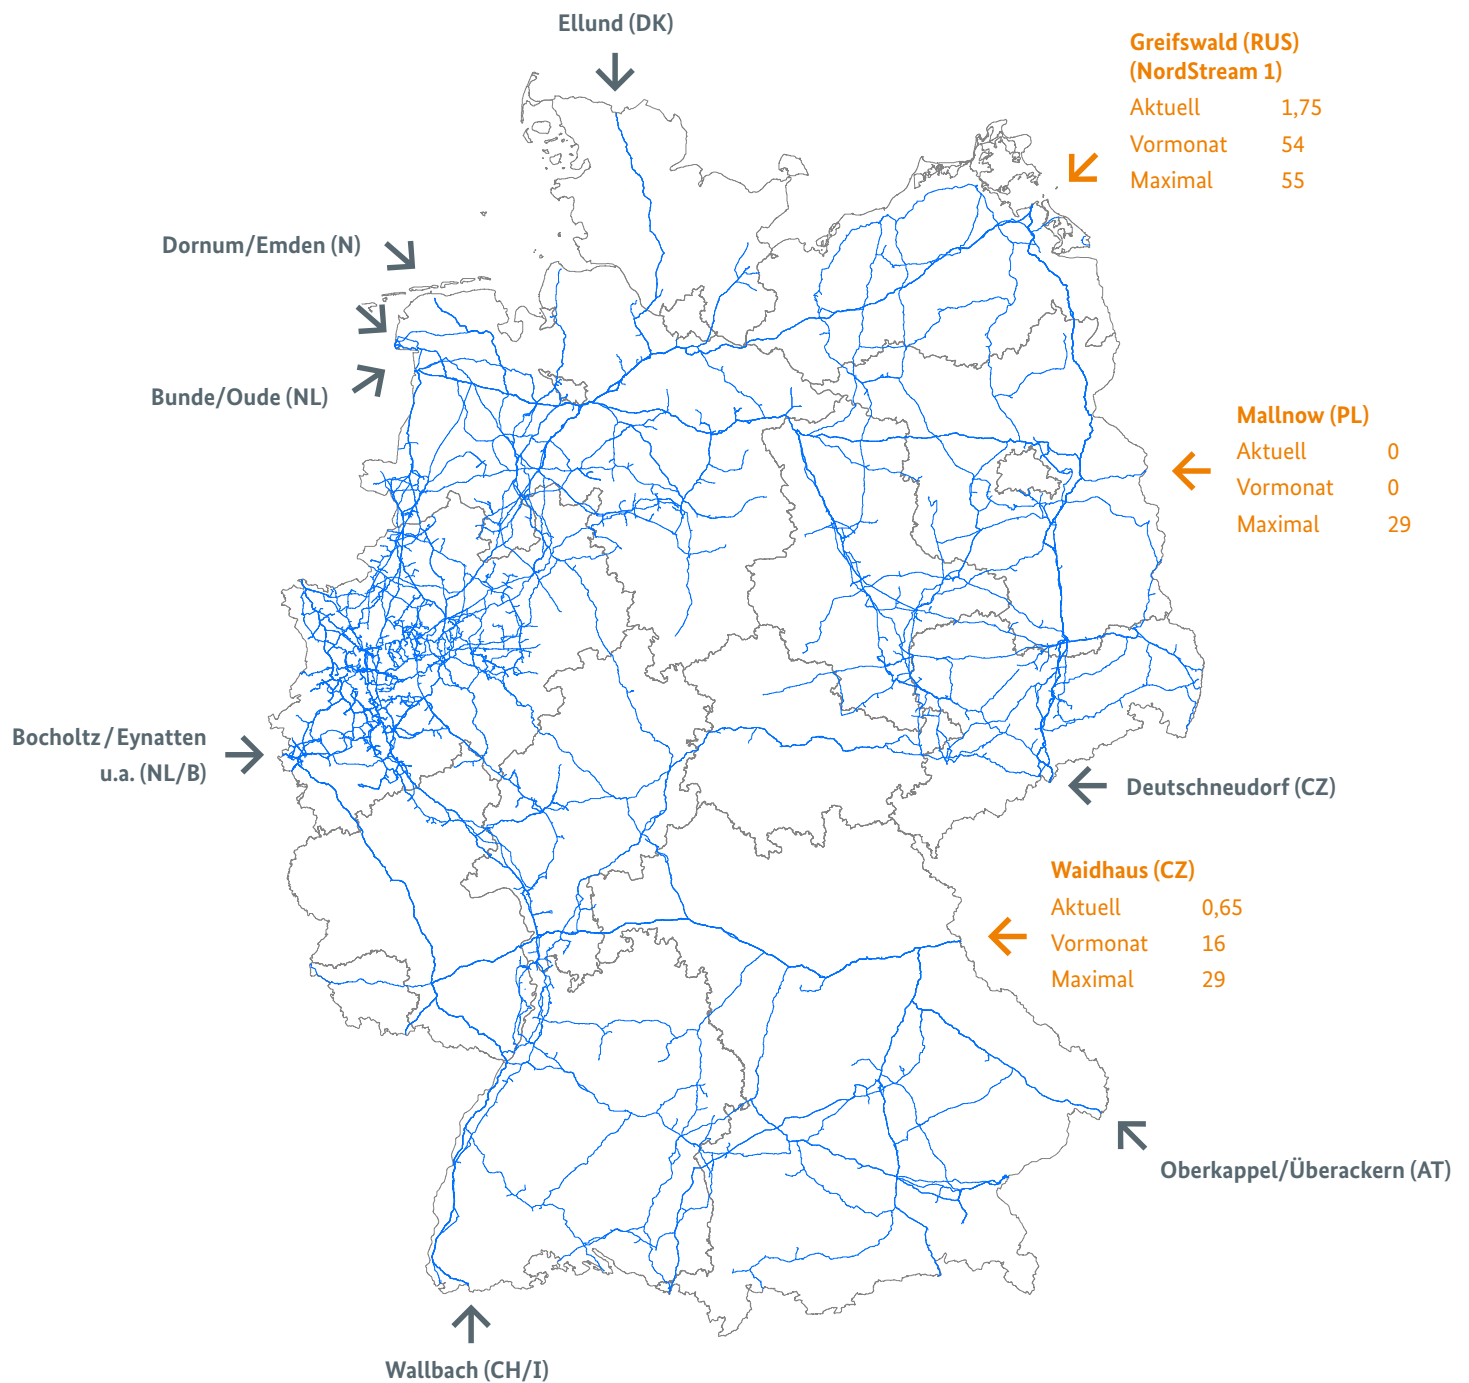 Ellund (DK)
Greifswald (RUS)
(NordStream 1)
Aktuell 1,75
Vormonat 54
Maximal 55
Dornum/Emden (N)
Bunde/Oude (NL)
Mallnow (PL)
Aktuell 0
Vormonat 0
Maximal 29
Bocholtz / Eynatten
u.a. (NL/B)
Deutschneudorf (CZ)
Waidhaus (CZ)
Aktuell 0,65
Vormonat 16
Maximal 29
Oberkappel/Überackern (AT)
Wallbach (CH/I)